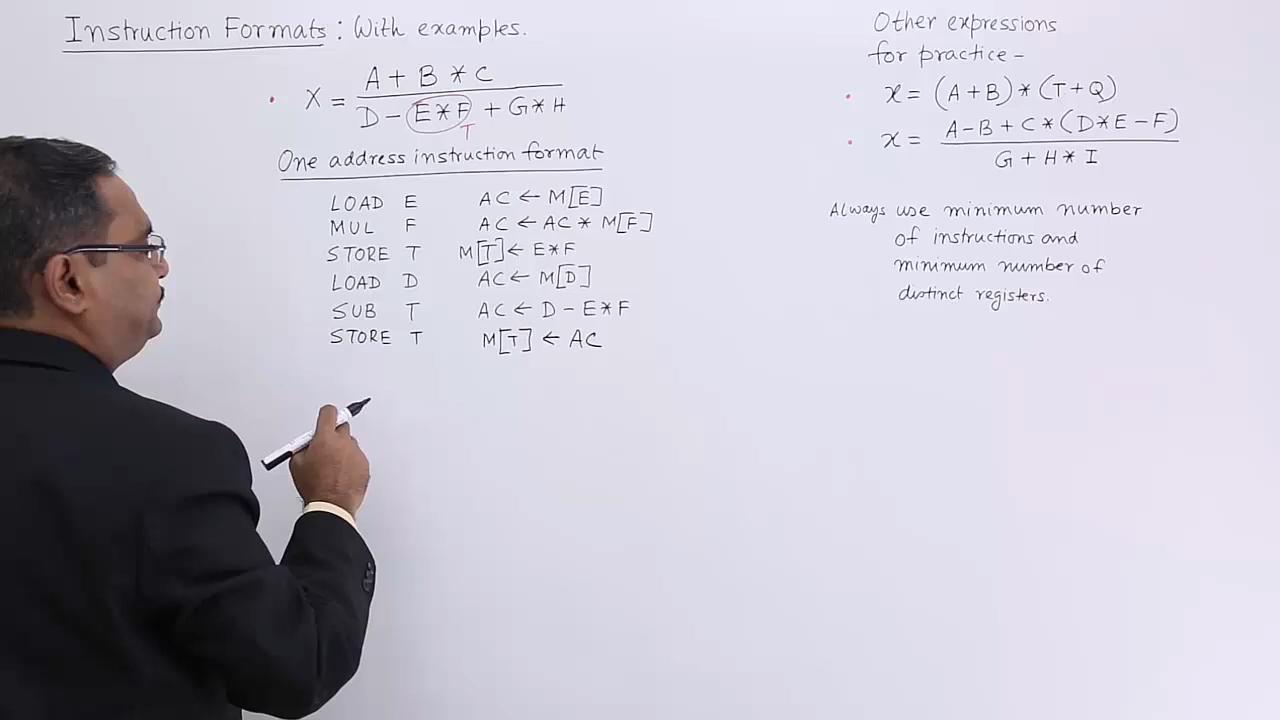 Instruction Formats : With examples.
X = A + B * C
D - E * F + G * H
T
One address instruction format
LOAD E AC ← M[E]
MUL F AC ← AC * M[F]
STORE T M[T] ← E * F
LOAD D AC ← M[D]
SUB T AC ← D - E * F
STORE T M[T] ← AC
Other expressions
for practice -
• x = (A + B) * (T + Q)
• x = A - B + C * (D * E - F)
G + H * I
Always use minimum number
of instructions and
minimum number of
distinct registers.